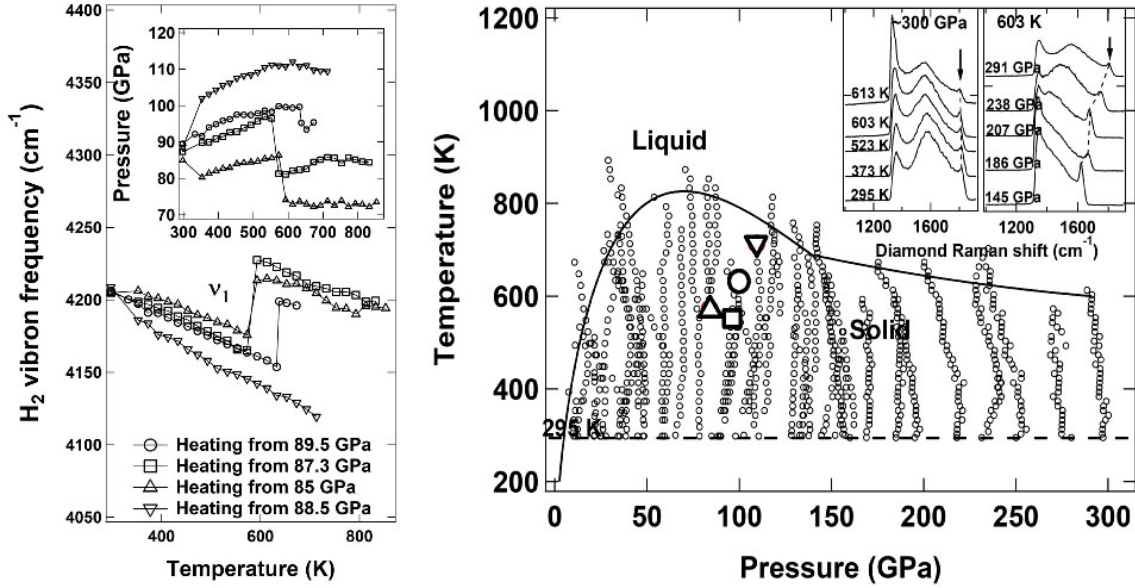 H₂ vibron frequency (cm⁻¹)
4400
4350
4300
4250
4200
4150
4100
4050
Pressure (GPa)
120
110
100
90
80
70
300 400 500 600 700 800
ν₁
Heating from 89.5 GPa
Heating from 87.3 GPa
Heating from 85 GPa
Heating from 88.5 GPa
400 600 800
Temperature (K)
Temperature (K)
1200
1000
800
600
400
200
295 K
Liquid
Solid
~300 GPa
613 K
603 K
523 K
373 K
295 K
1200 1600
603 K
291 GPa
238 GPa
207 GPa
186 GPa
145 GPa
1200 1600
Diamond Raman shift (cm⁻¹)
0 50 100 150 200 250 300
Pressure (GPa)